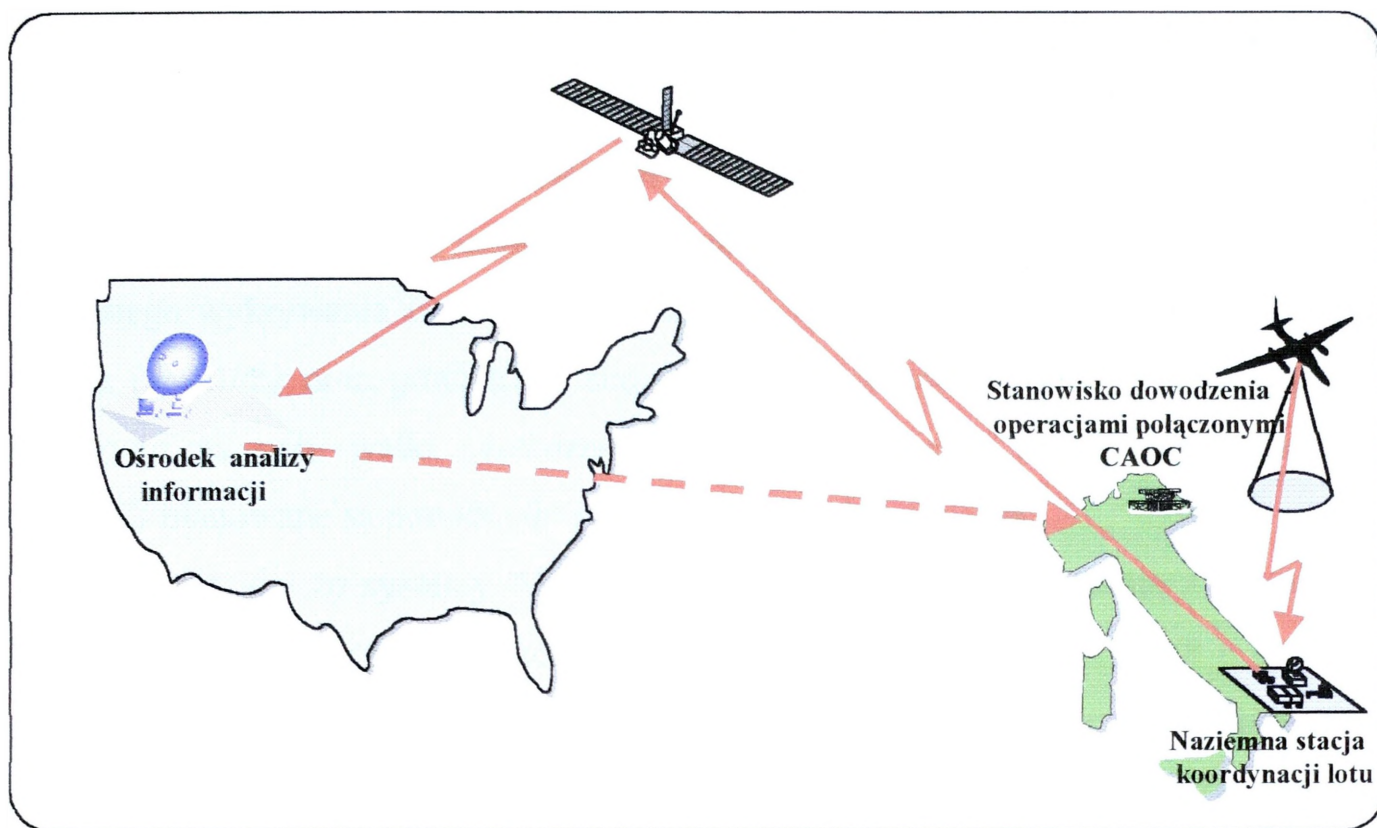 Stanowisko dowodzenia
operacjami połączonymi
CAOC
Ośrodek analizy
informacji
Naziemna stacja
koordynacji lotu